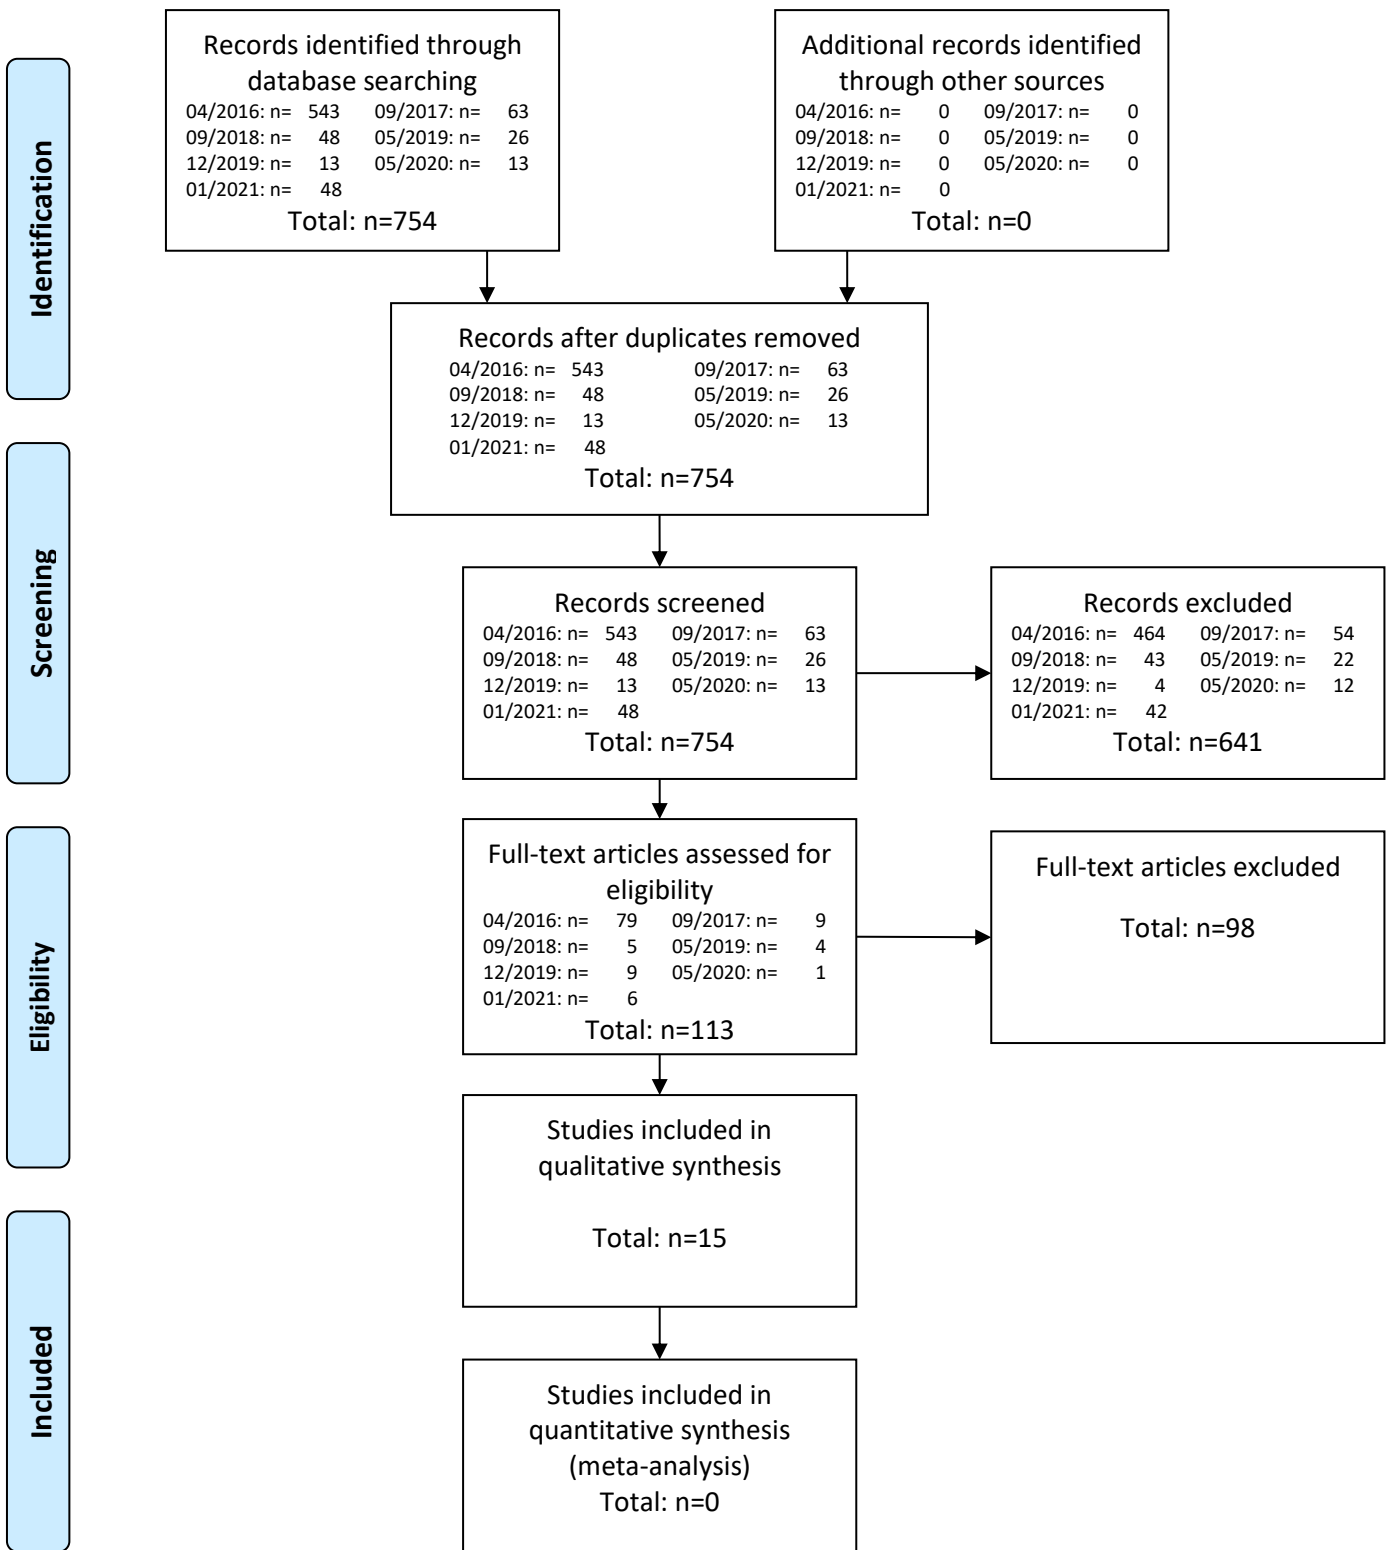 Identification
Records identified through
database searching
04/2016: n= 543 09/2017: n= 63
09/2018: n= 48 05/2019: n= 26
12/2019: n= 13 05/2020: n= 13
01/2021: n= 48
Total: n=754
Additional records identified
through other sources
04/2016: n= 0 09/2017: n= 0
09/2018: n= 0 05/2019: n= 0
12/2019: n= 0 05/2020: n= 0
01/2021: n= 0
Total: n=0
Records after duplicates removed
04/2016: n= 543 09/2017: n= 63
09/2018: n= 48 05/2019: n= 26
12/2019: n= 13 05/2020: n= 13
01/2021: n= 48
Total: n=754
Screening
Records screened
04/2016: n= 543 09/2017: n= 63
09/2018: n= 48 05/2019: n= 26
12/2019: n= 13 05/2020: n= 13
01/2021: n= 48
Total: n=754
Records excluded
04/2016: n= 464 09/2017: n= 54
09/2018: n= 43 05/2019: n= 22
12/2019: n= 4 05/2020: n= 12
01/2021: n= 42
Total: n=641
Eligibility
Full-text articles assessed for
eligibility
04/2016: n= 79 09/2017: n= 9
09/2018: n= 5 05/2019: n= 4
12/2019: n= 9 05/2020: n= 1
01/2021: n= 6
Total: n=113
Full-text articles excluded
Total: n=98
Studies included in
qualitative synthesis
Total: n=15
Included
Studies included in
quantitative synthesis
(meta-analysis)
Total: n=0